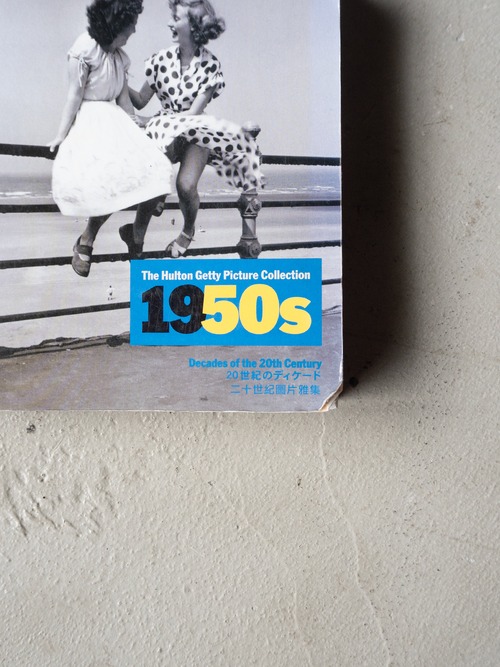 The Hulton Getty Picture Collection
1950s
Decades of the 20th Century
20世紀のディケード
二十世紀圖片雅集